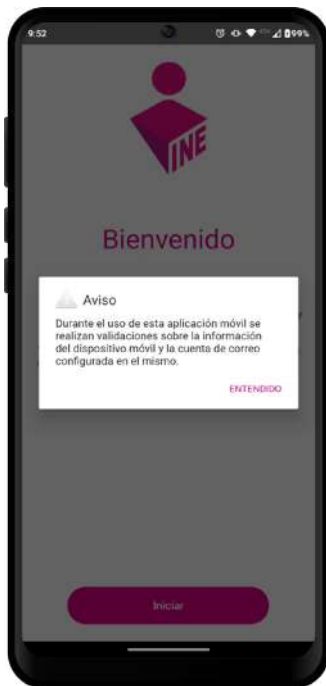 9:52
99%
INE
Bienvenido
Aviso
Durante el uso de esta aplicación móvil se
realizan validaciones sobre la información
del dispositivo móvil y la cuenta de correo
configurada en el mismo.
ENTENDIDO
Iniciar